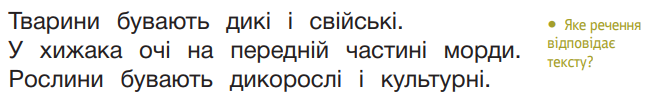 Тварини бувають дикі і свійські.
У хижака очі на передній частині морди.
Рослини бувають дикорослі і культурні.
• Яке речення
відповідає
тексту?